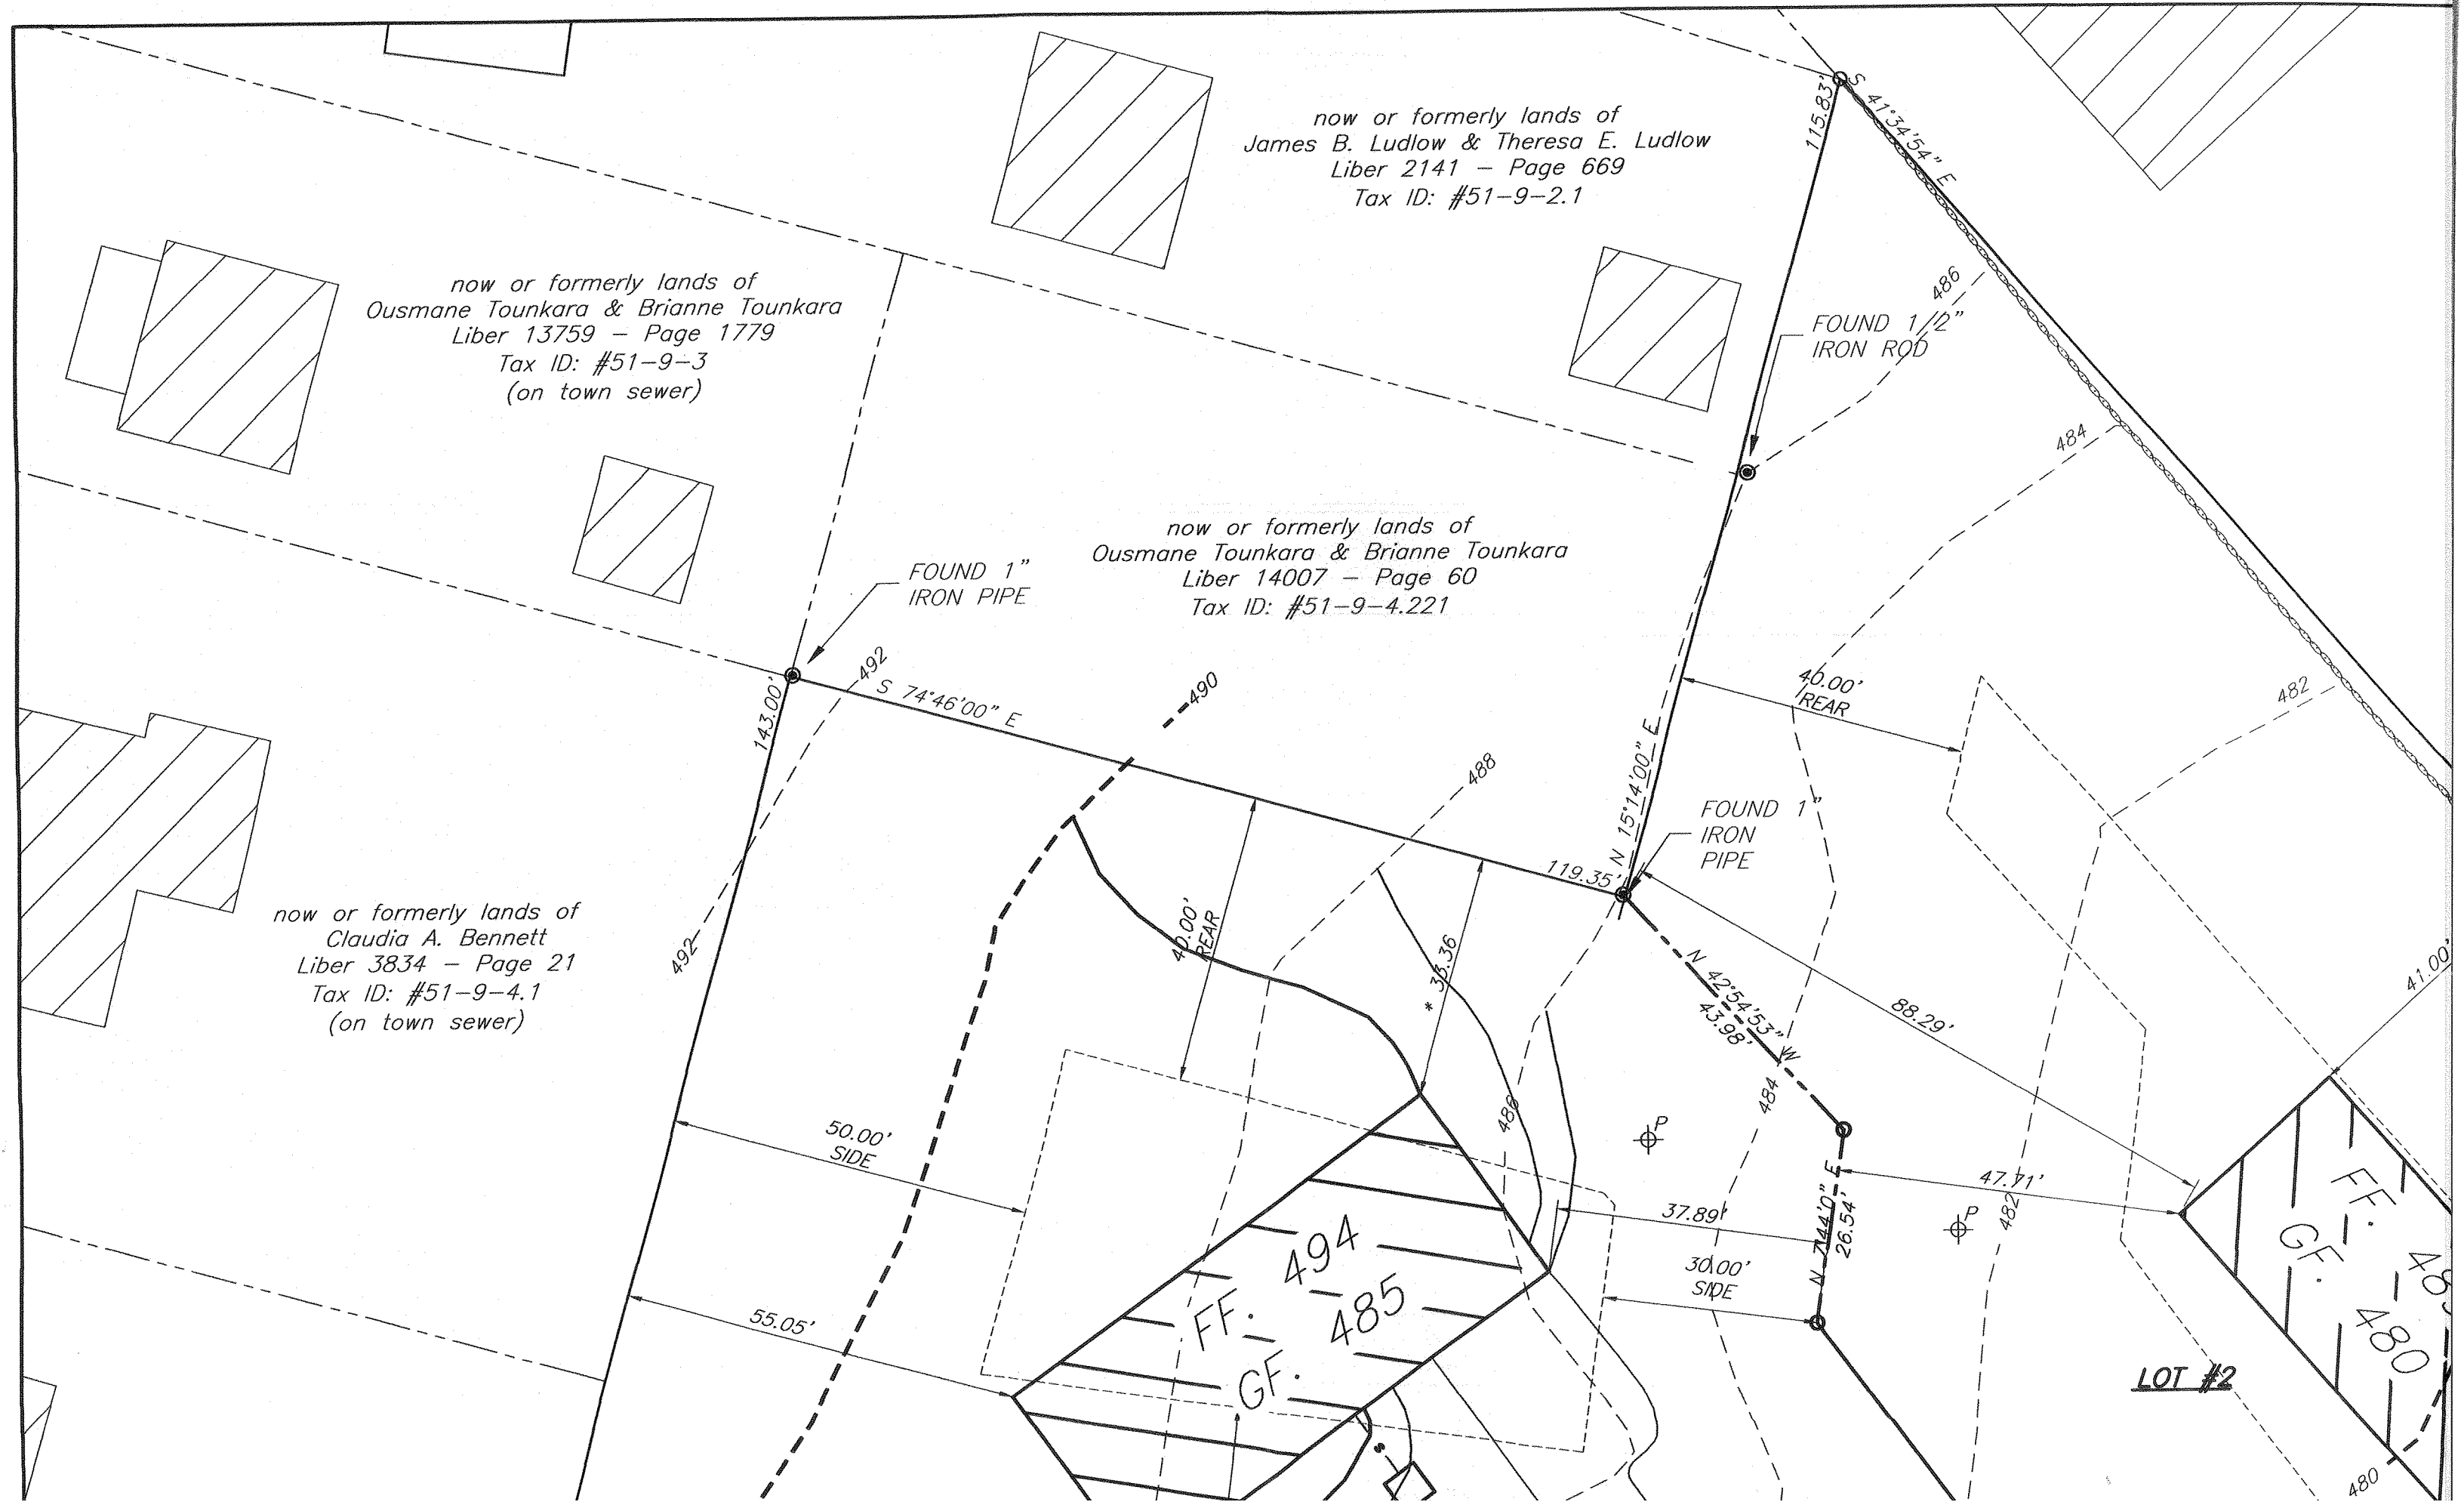 now or formerly lands of
James B. Ludlow & Theresa E. Ludlow
Liber 2141 – Page 669
Tax ID: #51–9–2.1
115.83'
S 41°34'54" E
now or formerly lands of
Ousmane Tounkara & Brianne Tounkara
Liber 13759 – Page 1779
Tax ID: #51–9–3
(on town sewer)
486
FOUND 1/2"
IRON ROD
484
now or formerly lands of
Ousmane Tounkara & Brianne Tounkara
Liber 14007 – Page 60
Tax ID: #51–9–4.221
FOUND 1"
IRON PIPE
492
S 74°46'00" E
143.00'
490
488
40.00'
REAR
482
N 15°14'00" E
FOUND 1"
IRON
PIPE
119.35'
now or formerly lands of
Claudia A. Bennett
Liber 3834 – Page 21
Tax ID: #51–9–4.1
(on town sewer)
492
40.00'
REAR
* 33.36
N 42°54'53" W
43.98'
88.29'
41.00'
484
486
P
50.00'
SIDE
47.71'
P
482
37.89'
N 7°44'0" E
26.54'
30.00'
SIDE
55.05'
FF. 494
GF. 485
FF.
GF. 480
LOT #2
s
480